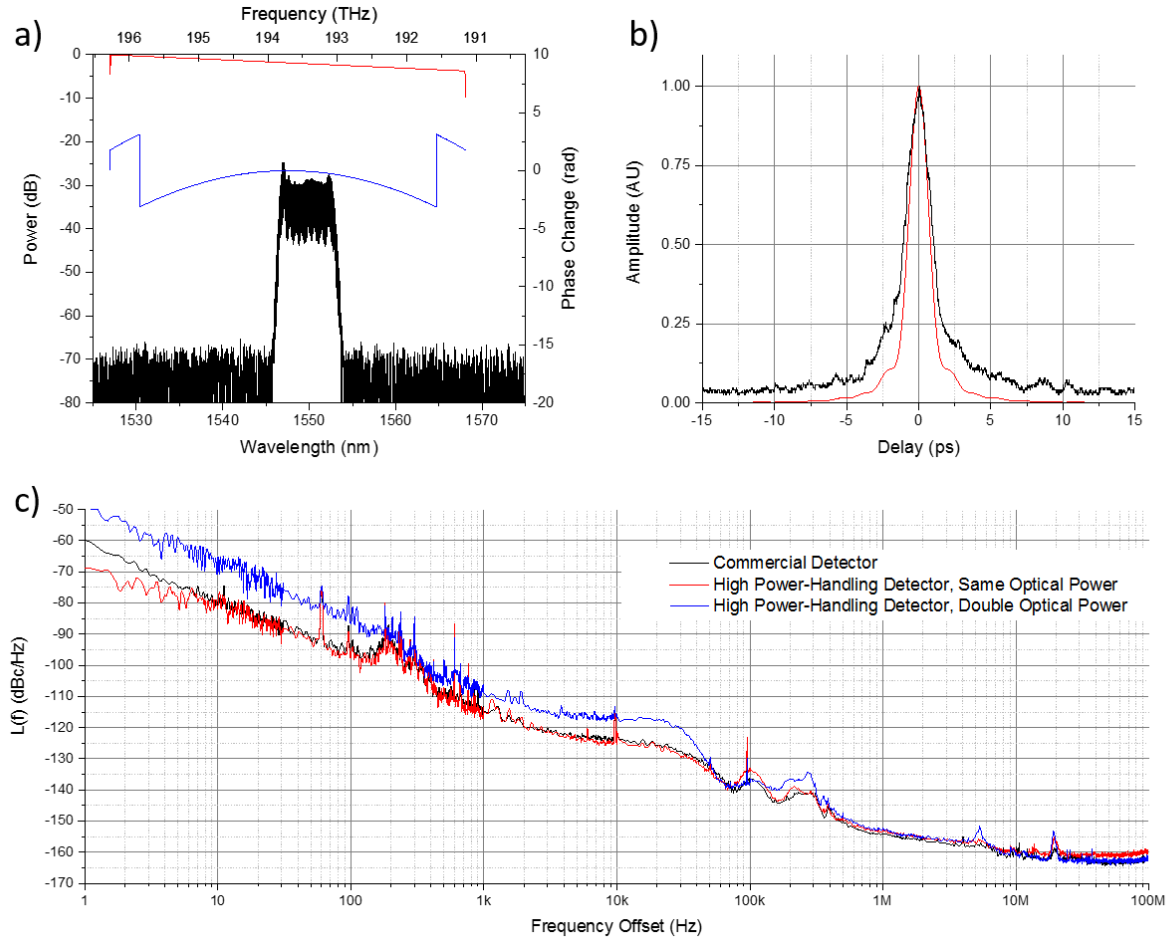 a)
Frequency (THz)
196 195 194 193 192 191
0
-10
-20
-30
-40
-50
-60
-70
-80
Power (dB)
10
5
0
-5
-10
-15
-20
Phase Change (rad)
1530 1540 1550 1560 1570
Wavelength (nm)
b)
1.00
0.75
0.50
0.25
0.00
Amplitude (AU)
-15 -10 -5 0 5 10 15
Delay (ps)
c)
-50
-60
-70
-80
-90
-100
-110
-120
-130
-140
-150
-160
-170
L(f) (dBc/Hz)
Commercial Detector
High Power-Handling Detector, Same Optical Power
High Power-Handling Detector, Double Optical Power
1 10 100 1k 10k 100k 1M 10M 100M
Frequency Offset (Hz)